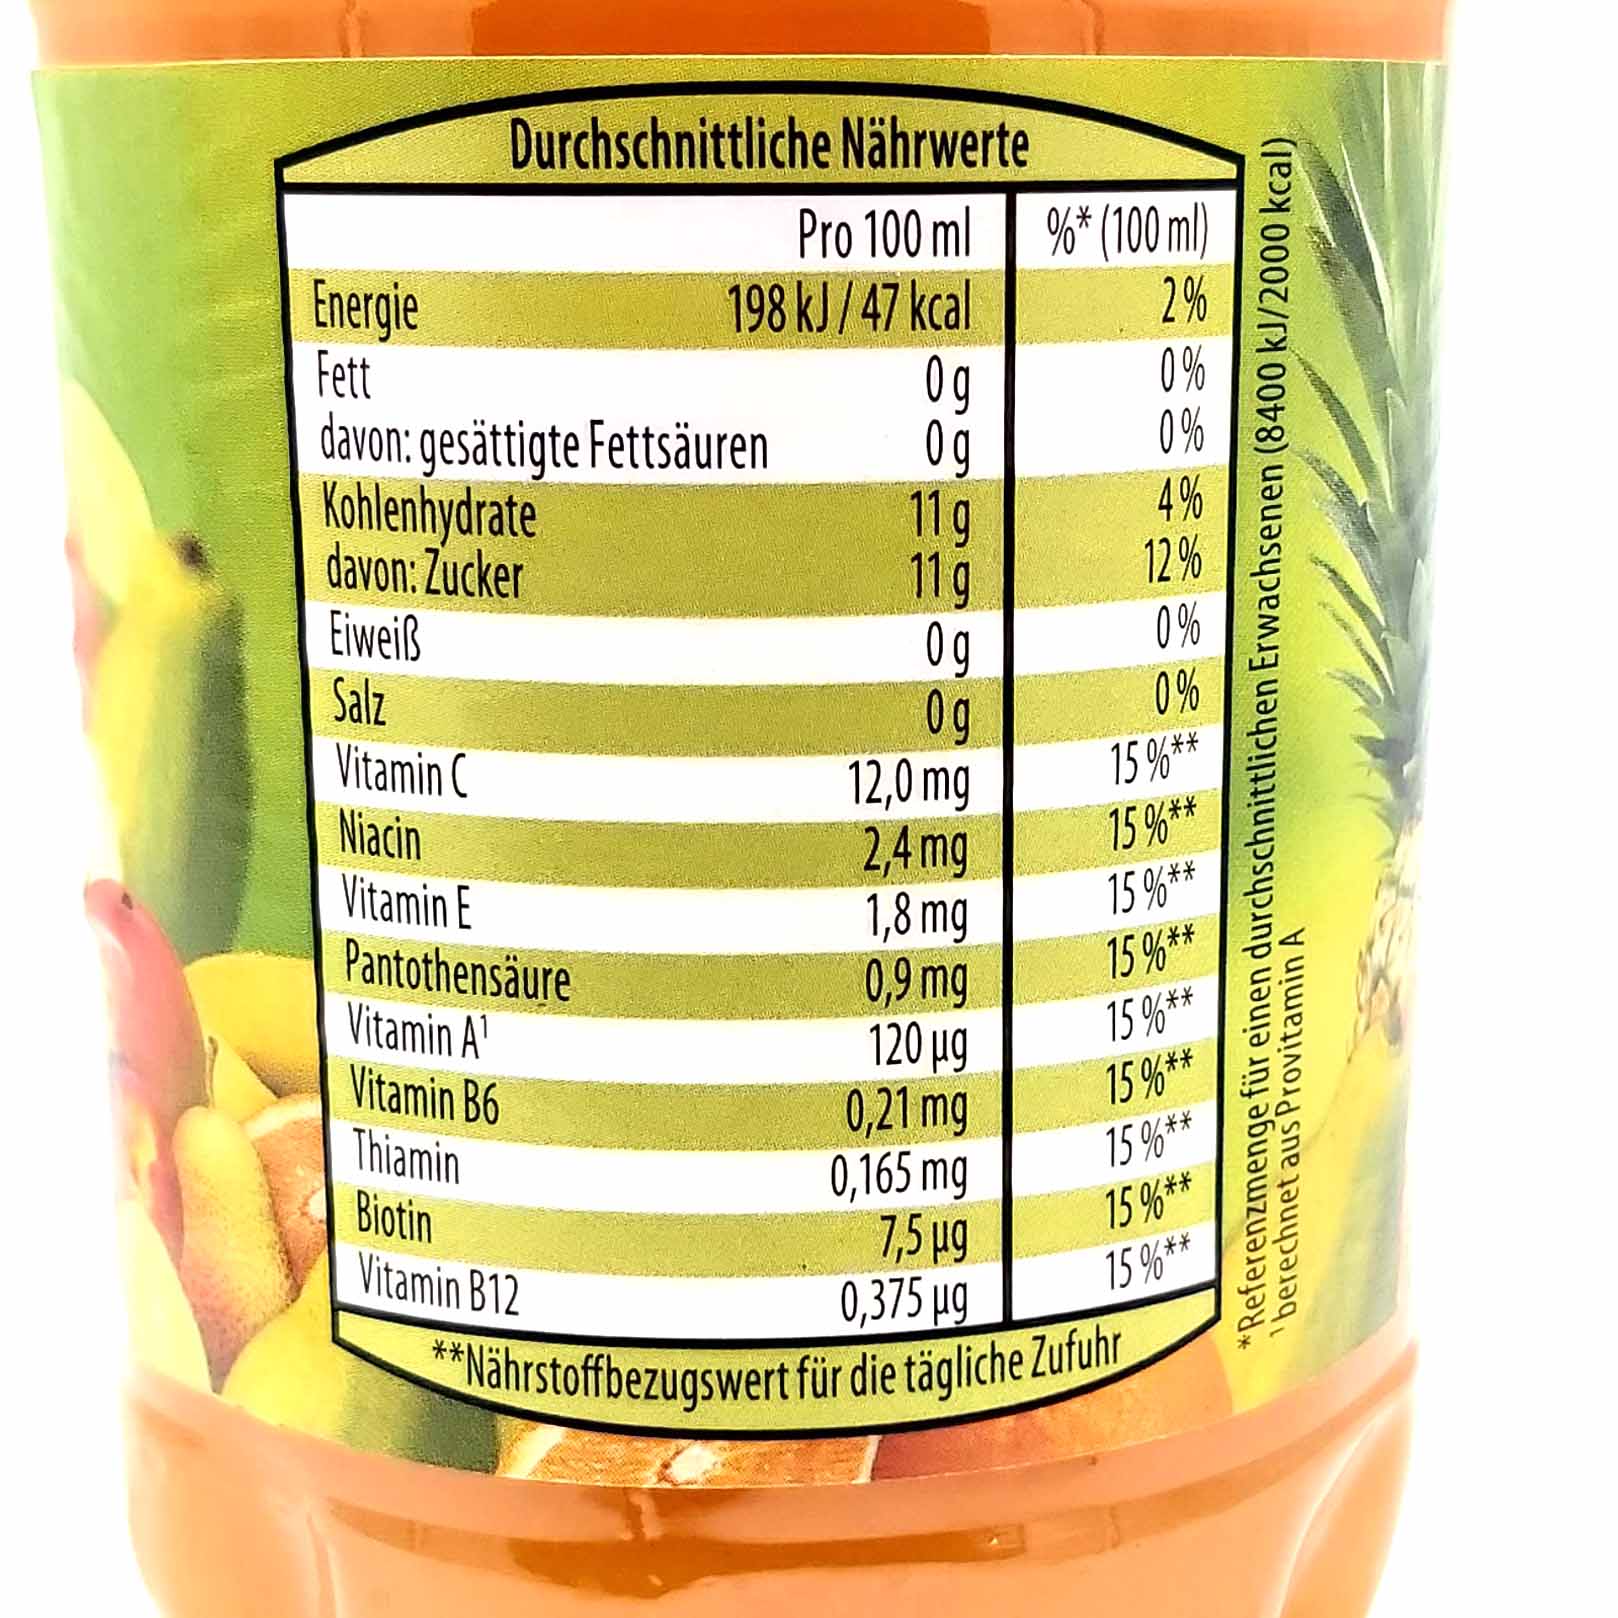 Durchschnittliche Nährwerte
Pro 100 ml %* (100 ml)
Energie 198 kJ / 47 kcal 2 %
Fett 0 g 0 %
davon: gesättigte Fettsäuren 0 g 0 %
Kohlenhydrate 11 g 4 %
davon: Zucker 11 g 12 %
Eiweiß 0 g 0 %
Salz 0 g 0 %
Vitamin C 12,0 mg 15 %**
Niacin 2,4 mg 15 %**
Vitamin E 1,8 mg 15 %**
Pantothensäure 0,9 mg 15 %**
Vitamin A¹ 120 µg 15 %**
Vitamin B6 0,21 mg 15 %**
Thiamin 0,165 mg 15 %**
Biotin 7,5 µg 15 %**
Vitamin B12 0,375 µg 15 %**
**Nährstoffbezugswert für die tägliche Zufuhr
*Referenzmenge für einen durchschnittlichen Erwachsenen (8400 kJ/2000 kcal)
¹ berechnet aus Provitamin A